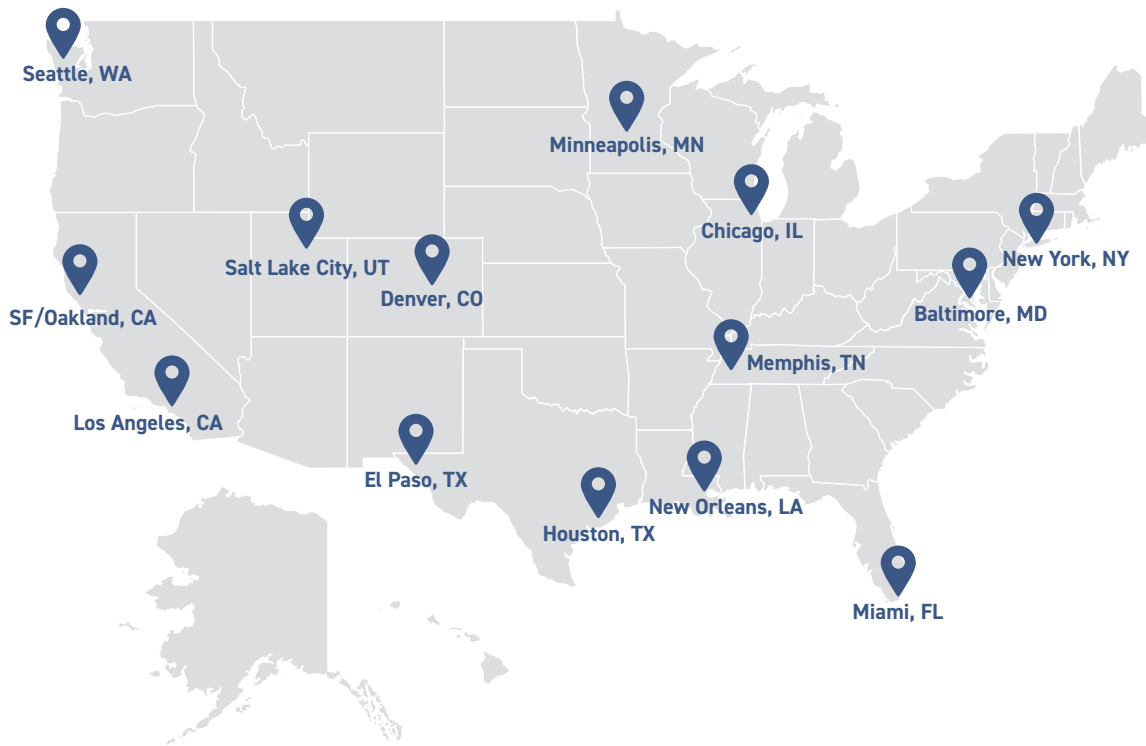 Seattle, WA
Minneapolis, MN
Chicago, IL
New York, NY
Salt Lake City, UT
Denver, CO
SF/Oakland, CA
Baltimore, MD
Memphis, TN
Los Angeles, CA
El Paso, TX
New Orleans, LA
Houston, TX
Miami, FL